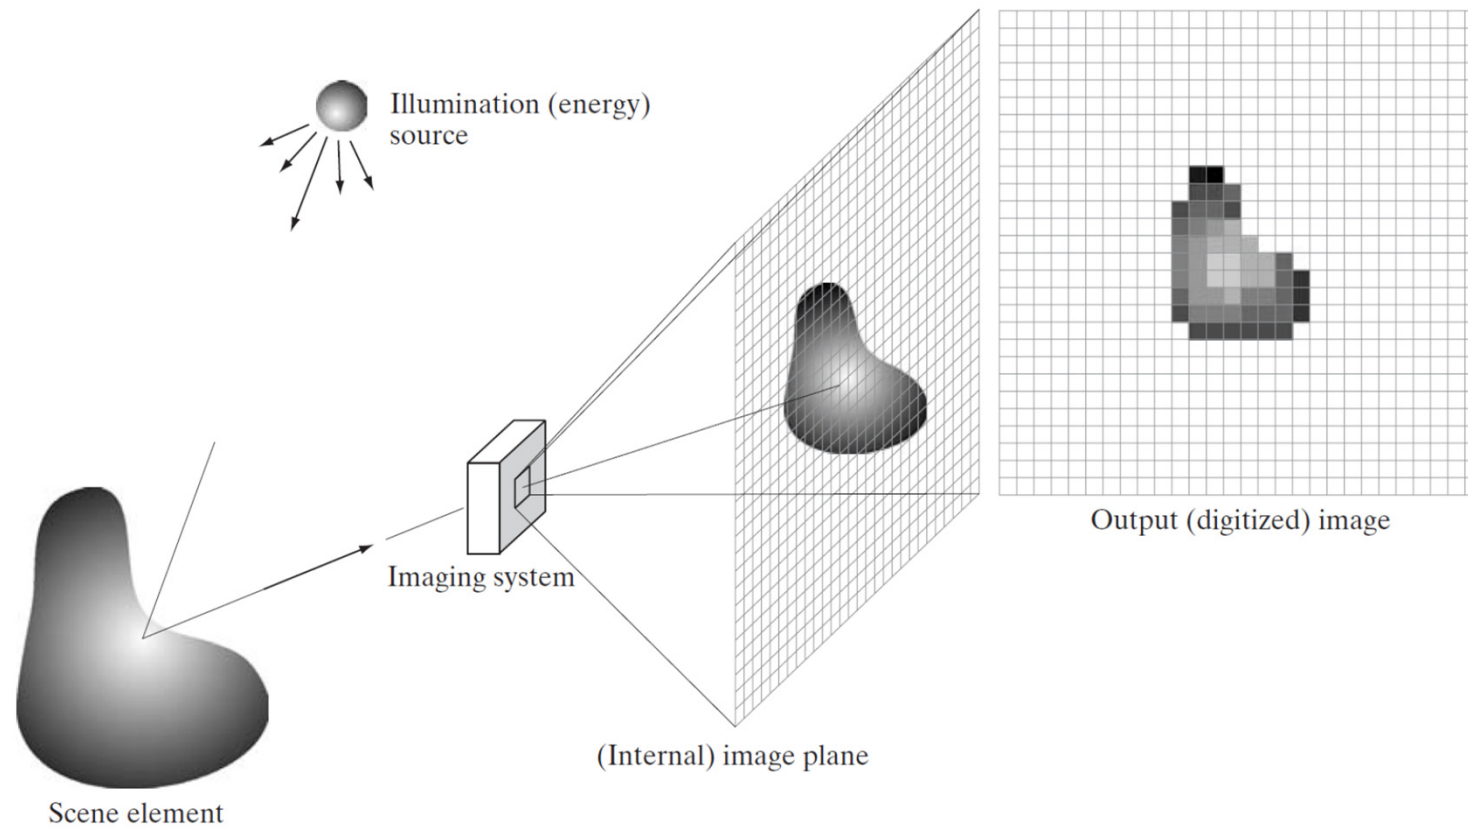 Illumination (energy)
source
Output (digitized) image
Imaging system
(Internal) image plane
Scene element